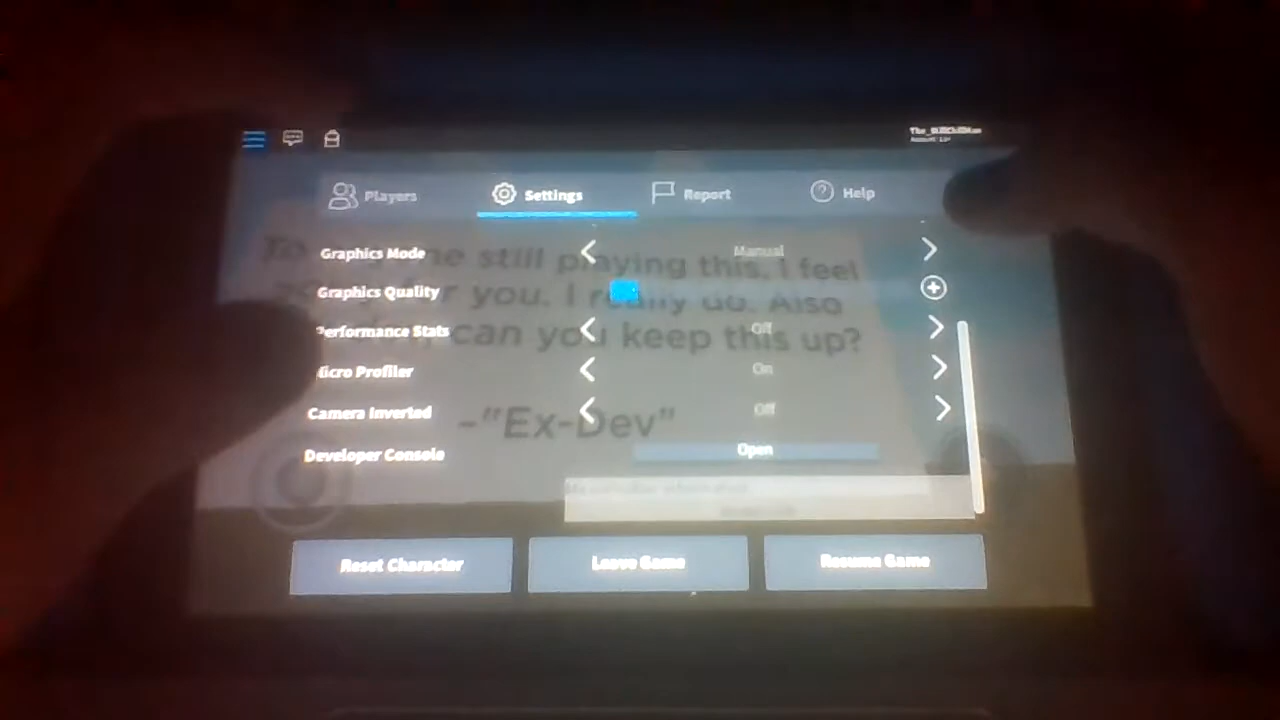 Players
Settings
Report
Help
Graphics Mode
Manual
Graphics Quality
Performance Stats
Off
icro Profiler
On
Camera Inverted
Off
Developer Console
Open
still playing this, I feel
r you. I really do. Also
can you keep this up?
-"Ex-Dev"
Reset Character
Leave Game
Resume Game